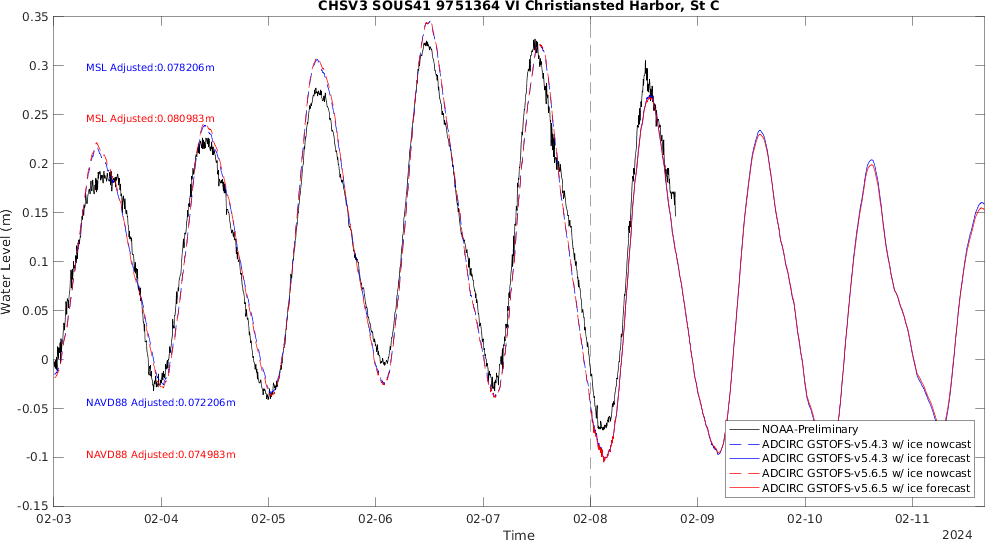 CHSV3 SOUS41 9751364 VI Christiansted Harbor, St C
0.35
0.3
0.25
0.2
0.15
0.1
0.05
0
-0.05
-0.1
-0.15
Water Level (m)
MSL Adjusted:0.078206m
MSL Adjusted:0.080983m
NAVD88 Adjusted:0.072206m
NAVD88 Adjusted:0.074983m
NOAA-Preliminary
ADCIRC GSTOFS-v5.4.3 w/ ice nowcast
ADCIRC GSTOFS-v5.4.3 w/ ice forecast
ADCIRC GSTOFS-v5.6.5 w/ ice nowcast
ADCIRC GSTOFS-v5.6.5 w/ ice forecast
02-03 02-04 02-05 02-06 02-07 02-08 02-09 02-10 02-11
Time
2024